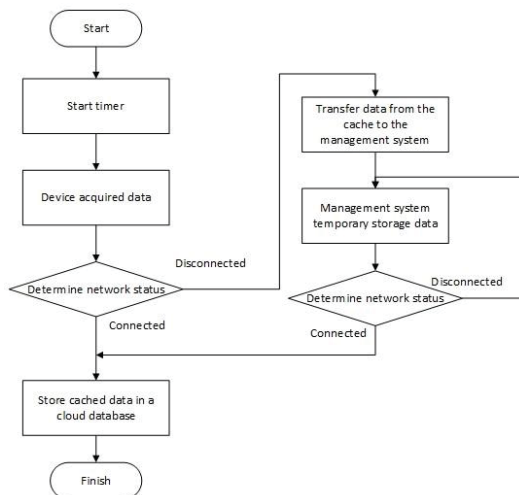 Start
Start timer
Device acquired data
Determine network status
Disconnected
Connected
Transfer data from the
cache to the
management system
Management system
temporary storage data
Determine network status
Disconnected
Connected
Store cached data in a
cloud database
Finish